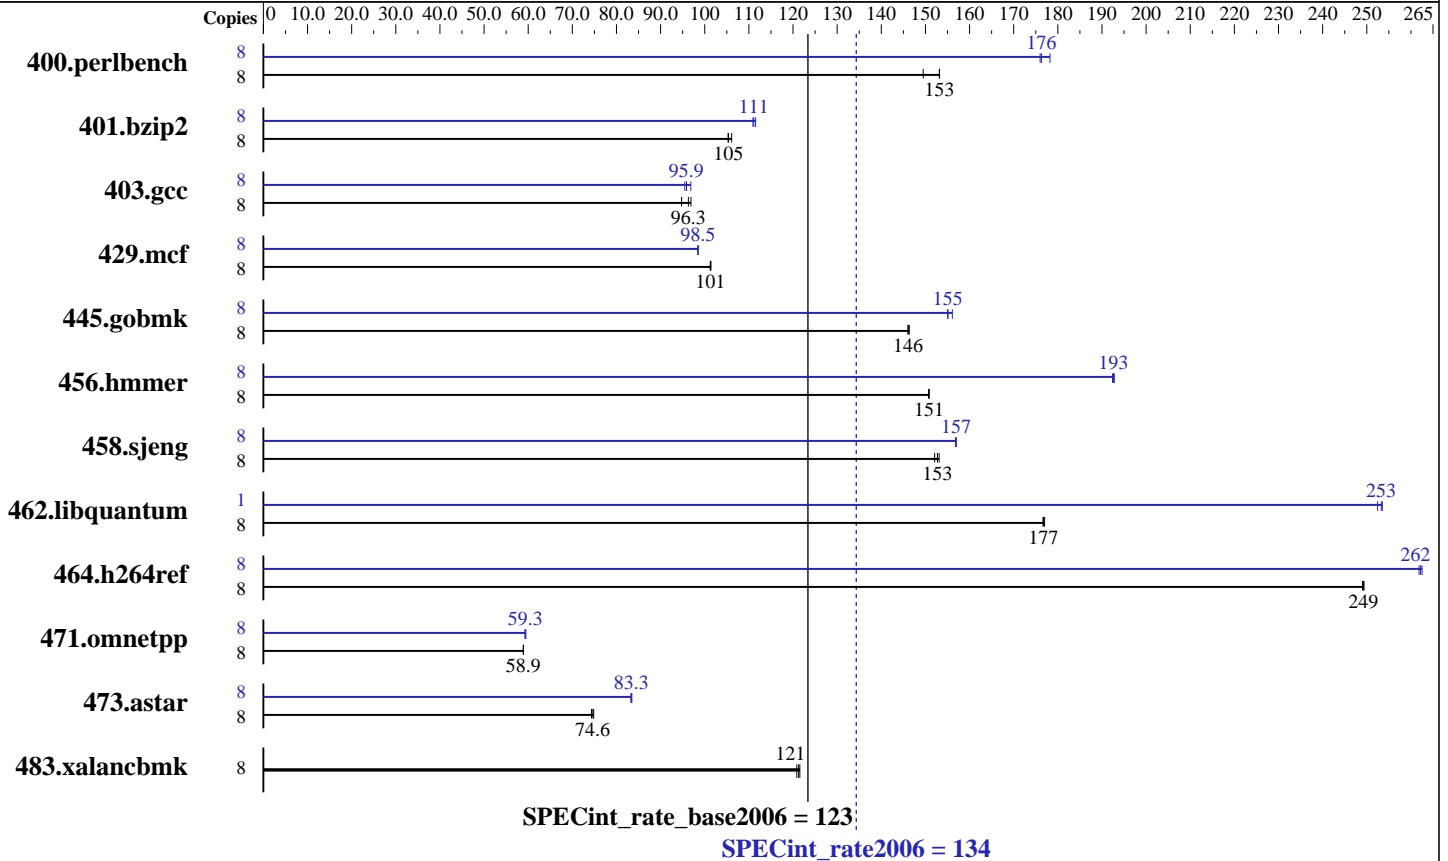 Copies 0 10.0 20.0 30.0 40.0 50.0 60.0 70.0 80.0 90.0 100 110 120 130 140 150 160 170 180 190 200 210 220 230 240 250 265
400.perlbench 8 176
8 153
401.bzip2 8 111
8 105
403.gcc 8 95.9
8 96.3
429.mcf 8 98.5
8 101
445.gobmk 8 155
8 146
456.hmmer 8 193
8 151
458.sjeng 8 157
8 153
462.libquantum 1 253
8 177
464.h264ref 8 262
8 249
471.omnetpp 8 59.3
8 58.9
473.astar 8 83.3
8 74.6
483.xalancbmk 8 121
SPECint_rate_base2006 = 123
SPECint_rate2006 = 134